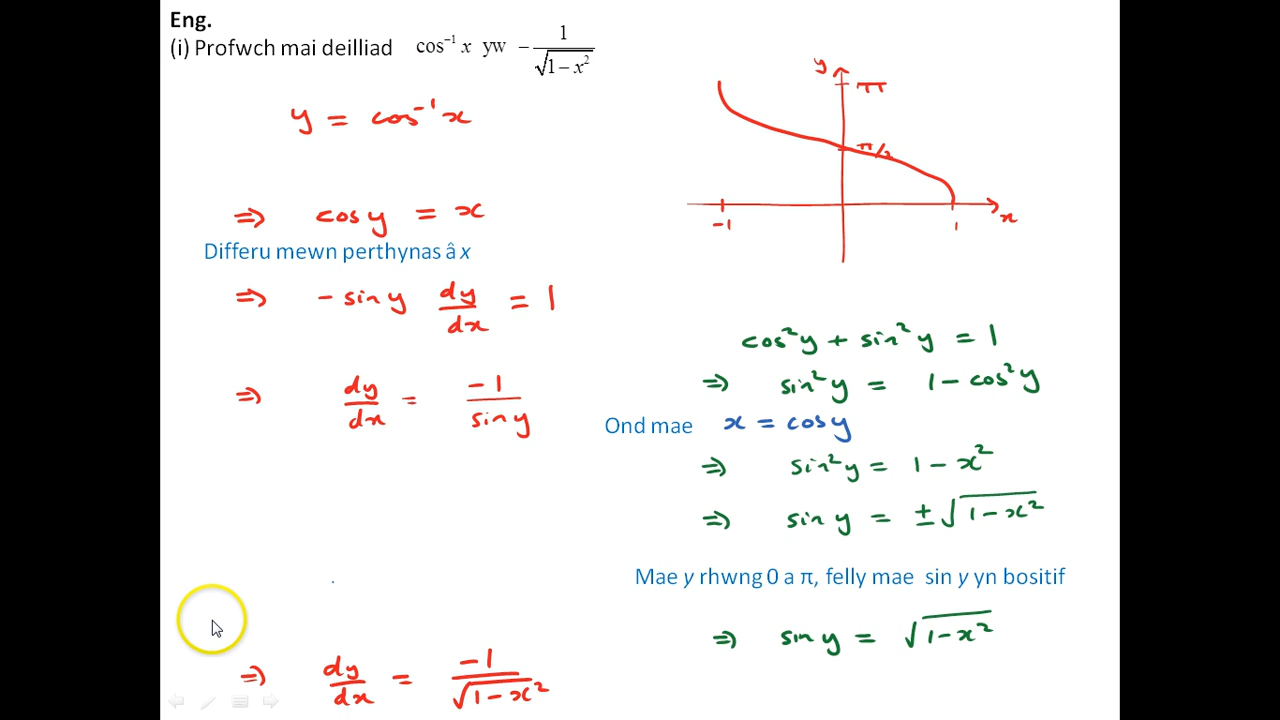 Eng.
(i) Profwch mai deilliad cos⁻¹ x yw −1/√(1−x²)
y = cos⁻¹x
⇒ cos y = x
Differu mewn perthynas â x
⇒ −sin y dy/dx = 1
⇒ dy/dx = −1/sin y
y
π
π/2
−1
1
x
cos²y + sin²y = 1
⇒ sin²y = 1 − cos²y
Ond mae x = cos y
⇒ sin²y = 1 − x²
⇒ sin y = ±√(1−x²)
Mae y rhwng 0 a π, felly mae sin y yn bositif
⇒ sin y = √(1−x²)
⇒ dy/dx = −1/√(1−x²)